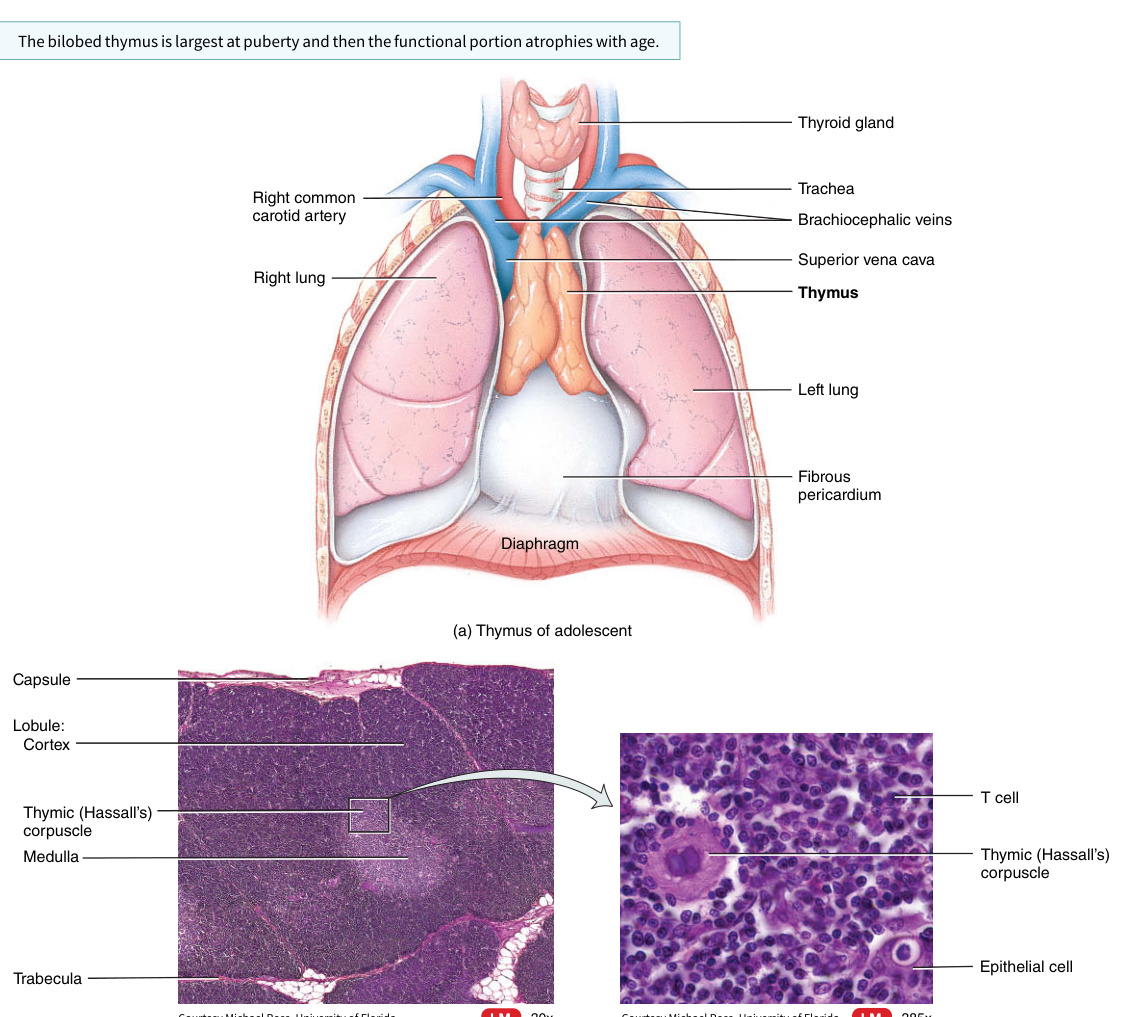 The bilobed thymus is largest at puberty and then the functional portion atrophies with age.
Thyroid gland
Trachea
Right common
carotid artery
Brachiocephalic veins
Superior vena cava
Right lung
Thymus
Left lung
Fibrous
pericardium
Diaphragm
(a) Thymus of adolescent
Capsule
Lobule:
Cortex
Thymic (Hassall's)
corpuscle
Medulla
Trabecula
T cell
Thymic (Hassall's)
corpuscle
Epithelial cell